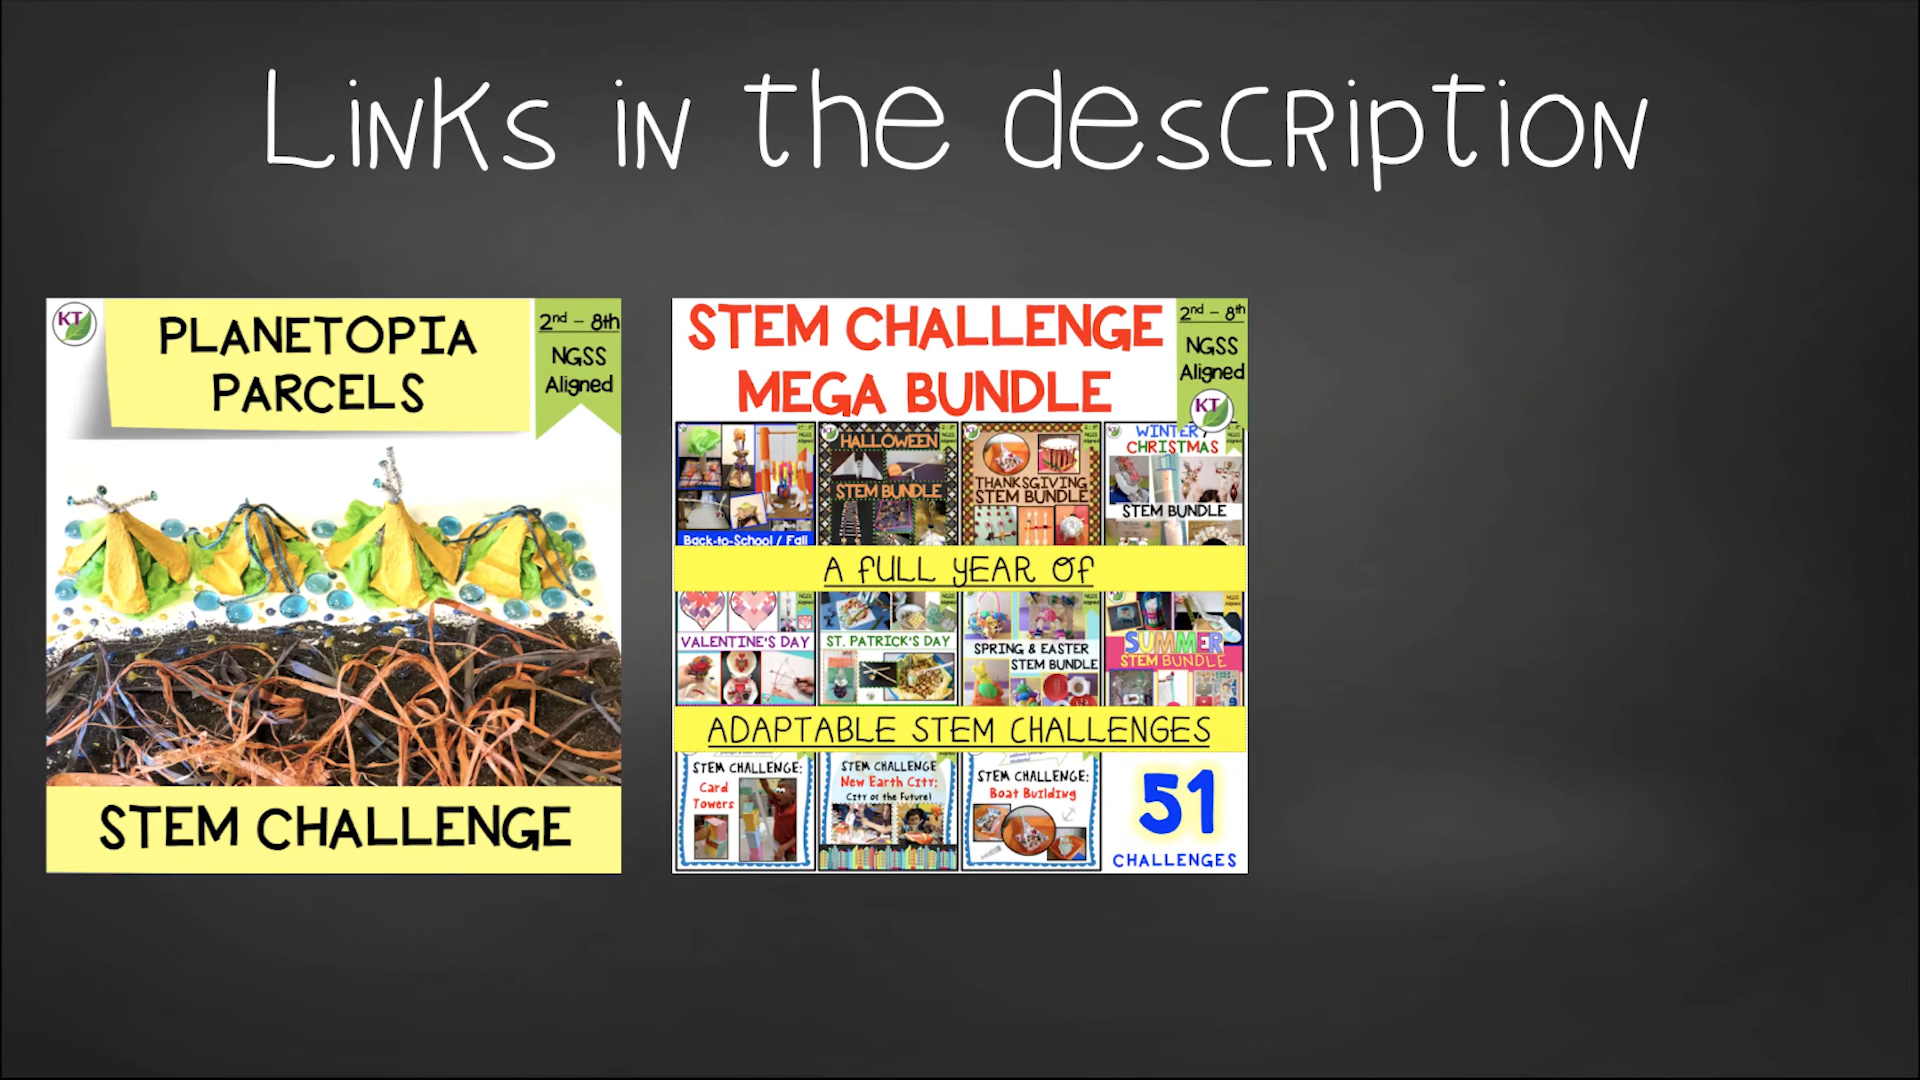 Links in the description
KT
PLANETOPIA
PARCELS
2nd - 8th
NGSS
Aligned
STEM CHALLENGE
STEM CHALLENGE
MEGA BUNDLE
2nd - 8th
NGSS
Aligned
KT
Back-to-School / Fall
HALLOWEEN
STEM BUNDLE
THANKSGIVING
STEM BUNDLE
WINTER /
CHRISTMAS
STEM BUNDLE
A FULL YEAR OF
VALENTINE'S DAY
ST. PATRICK'S DAY
SPRING & EASTER
STEM BUNDLE
SUMMER
STEM BUNDLE
ADAPTABLE STEM CHALLENGES
STEM CHALLENGE:
Card
Towers
STEM CHALLENGE
New Earth City:
City of the Future!
STEM CHALLENGE:
Boat Building
51
CHALLENGES